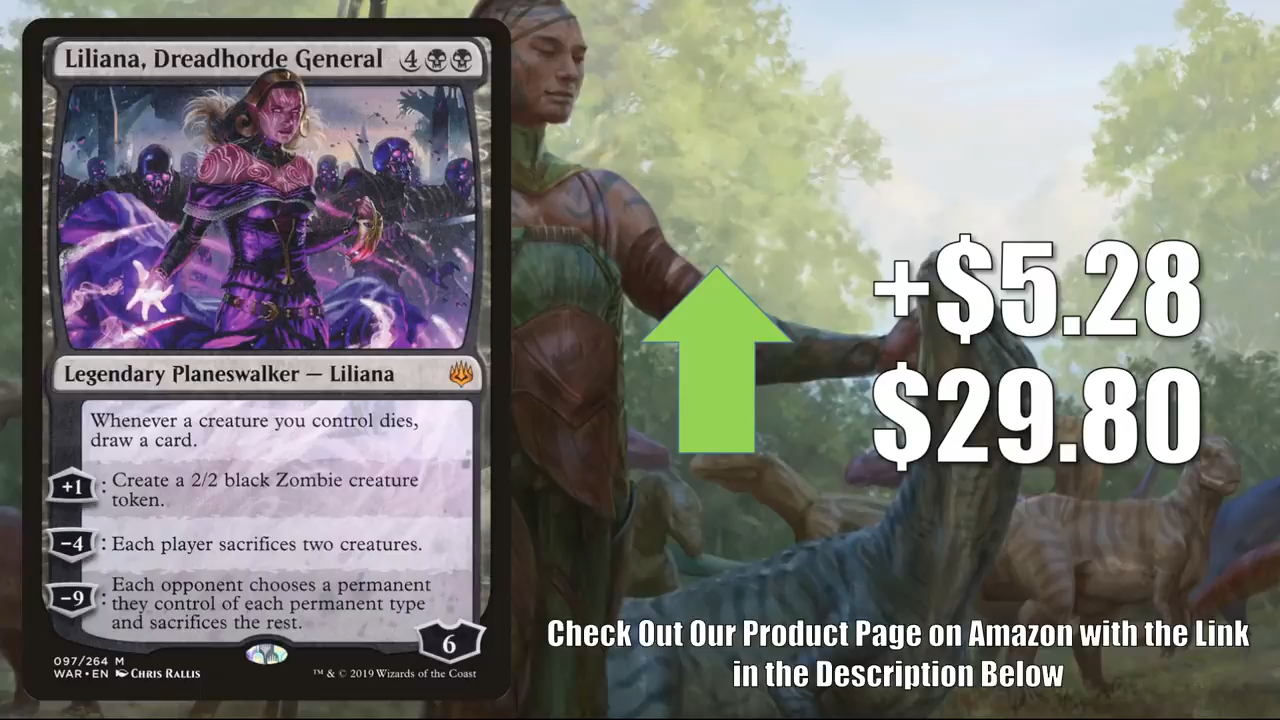 Liliana, Dreadhorde General 4
Legendary Planeswalker — Liliana
Whenever a creature you control dies,
draw a card.
+1 : Create a 2/2 black Zombie creature
token.
−4 : Each player sacrifices two creatures.
−9 : Each opponent chooses a permanent
they control of each permanent type
and sacrifices the rest.
6
097/264 M
WAR • EN Chris Rallis
™ & © 2019 Wizards of the Coast
+$5.28
$29.80
Check Out Our Product Page on Amazon with the Link
in the Description Below